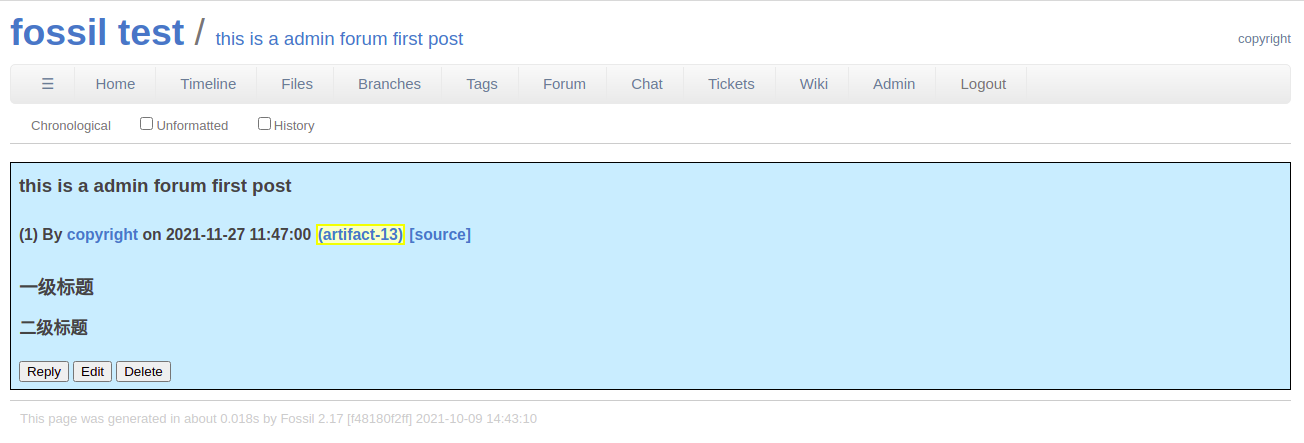 fossil test / this is a admin forum first post
copyright
☰ Home Timeline Files Branches Tags Forum Chat Tickets Wiki Admin Logout
Chronological Unformatted History
this is a admin forum first post
(1) By copyright on 2021-11-27 11:47:00 (artifact-13) [source]
一级标题
二级标题
Reply Edit Delete
This page was generated in about 0.018s by Fossil 2.17 [f48180f2ff] 2021-10-09 14:43:10